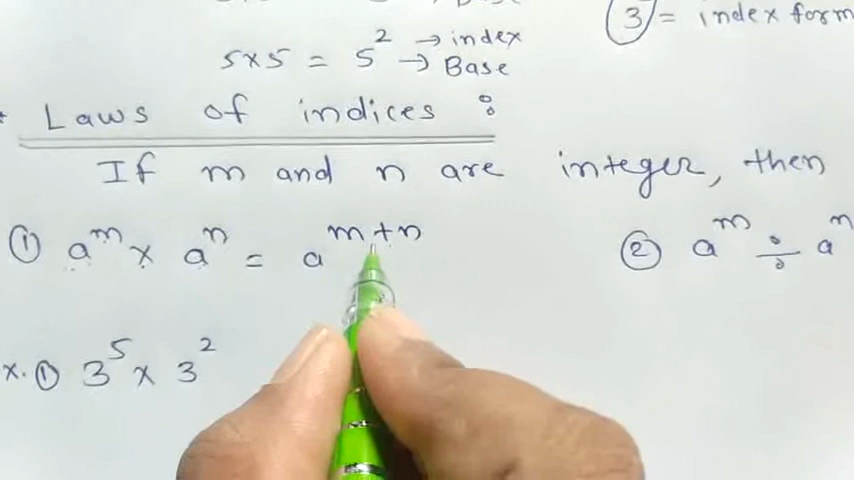 5×5 = 5² → index
→ Base
③ = index form
Laws of indices :
If m and n are integer, then
① aᵐ × aⁿ = aᵐ⁺ⁿ
② aᵐ ÷ aⁿ
x. ① 3⁵ × 3²